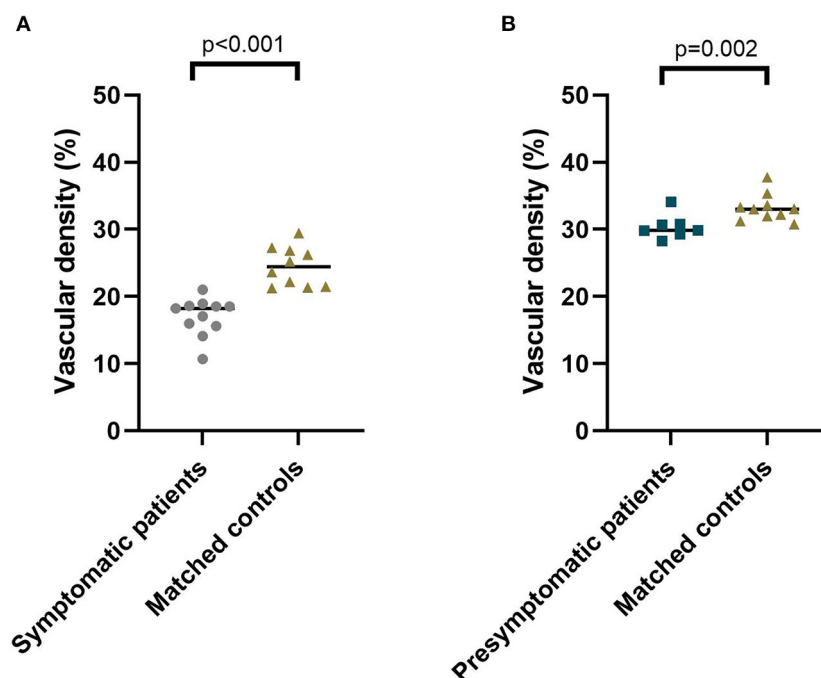 A
p<0.001
Vascular density (%)
50
40
30
20
10
0
Symptomatic patients
Matched controls
B
p=0.002
Vascular density (%)
50
40
30
20
10
0
Presymptomatic patients
Matched controls